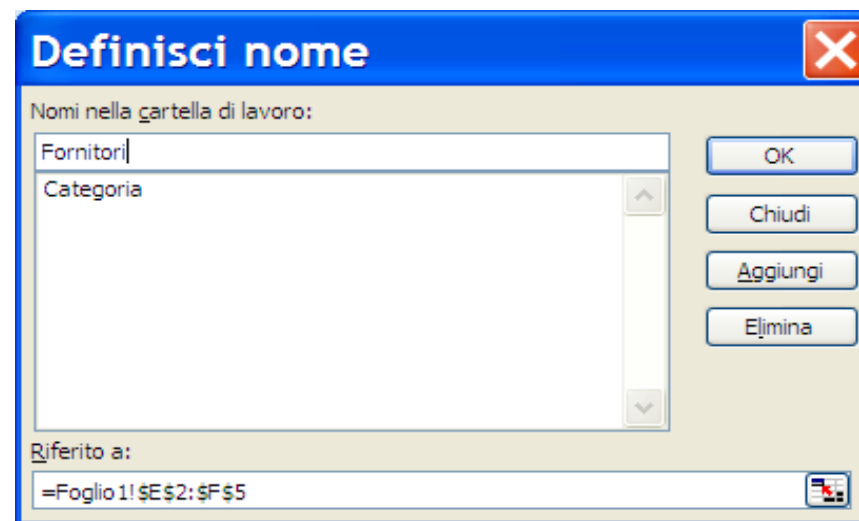 Definisci nome
Nomi nella cartella di lavoro:
Fornitori
OK
Categoria
Chiudi
Aggiungi
Elimina
Riferito a:
=Foglio1!$E$2:$F$5